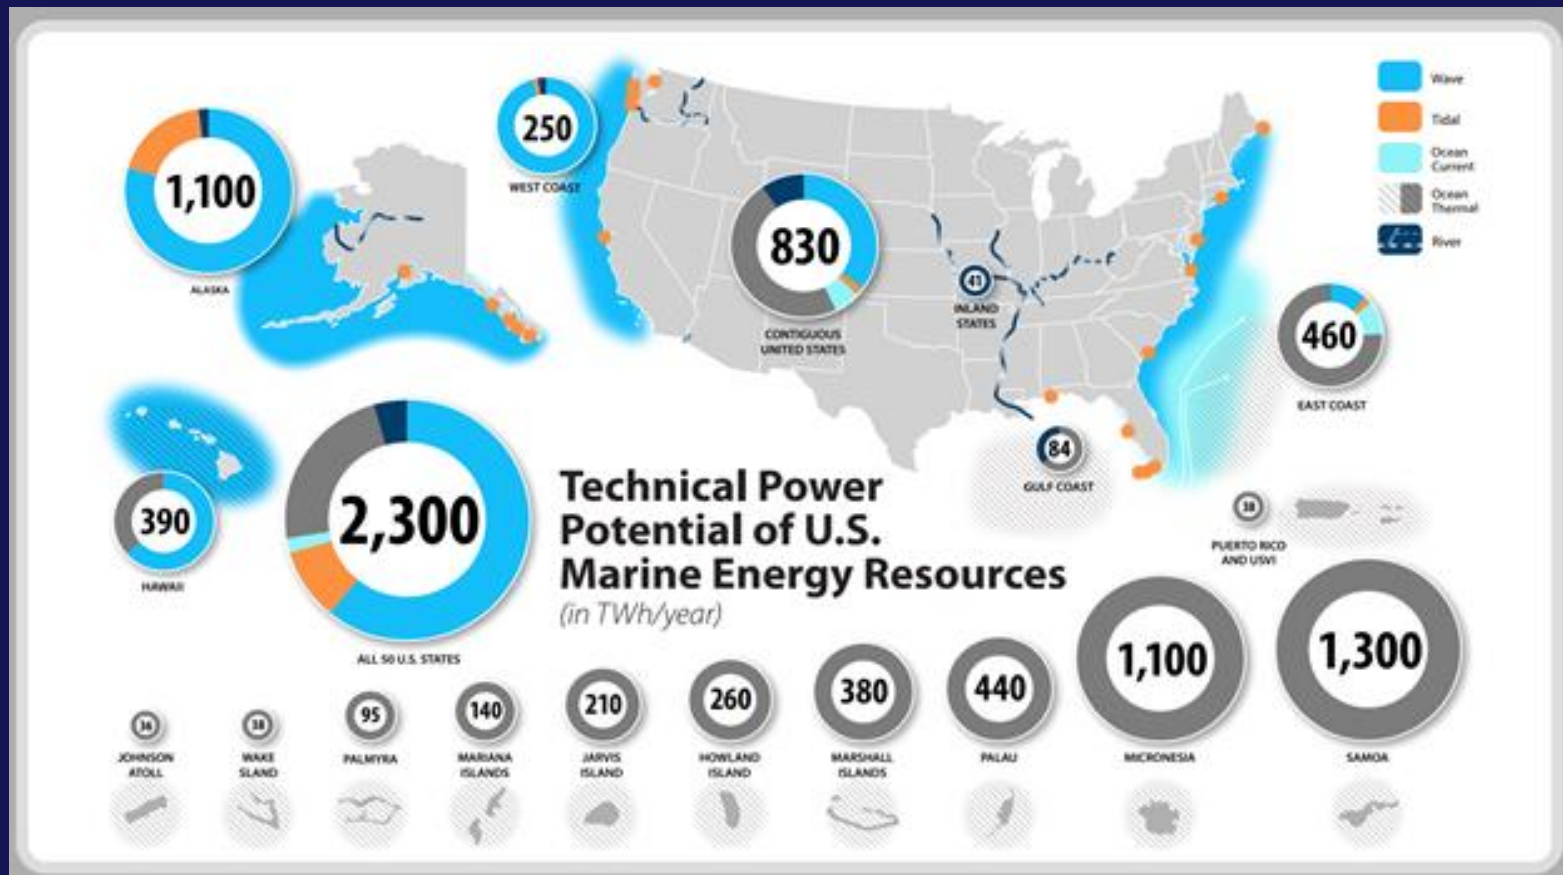 1,100
ALASKA
250
WEST COAST
830
CONTIGUOUS
UNITED STATES
41
INLAND
STATES
Wave
Tidal
Ocean
Current
Ocean
Thermal
River
460
EAST COAST
84
GULF COAST
390
HAWAII
2,300
ALL 50 U.S. STATES
Technical Power
Potential of U.S.
Marine Energy Resources
(in TWh/year)
38
PUERTO RICO
AND USVI
36
JOHNSON
ATOLL
38
WAKE
SLAND
95
PALMYRA
140
MARIANA
ISLANDS
210
JARVIS
ISLAND
260
HOWLAND
ISLAND
380
MARSHALL
ISLANDS
440
PALAU
1,100
MICRONESIA
1,300
SAMOA